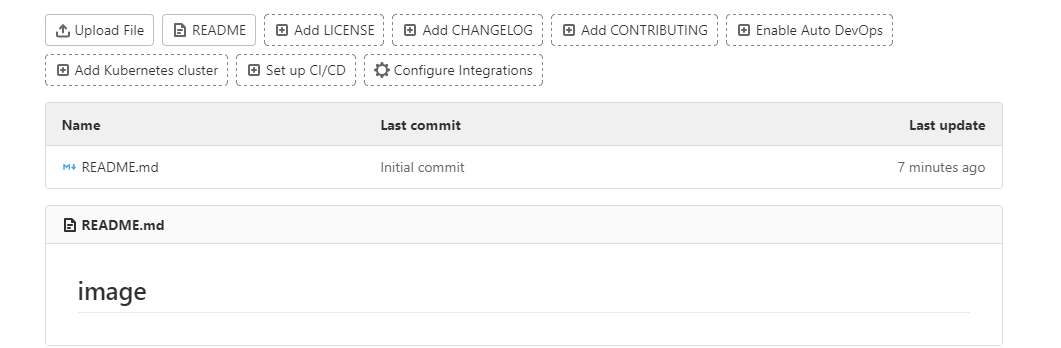 Upload File README Add LICENSE Add CHANGELOG Add CONTRIBUTING Enable Auto DevOps
Add Kubernetes cluster Set up CI/CD Configure Integrations
Name Last commit Last update
README.md Initial commit 7 minutes ago
README.md
image